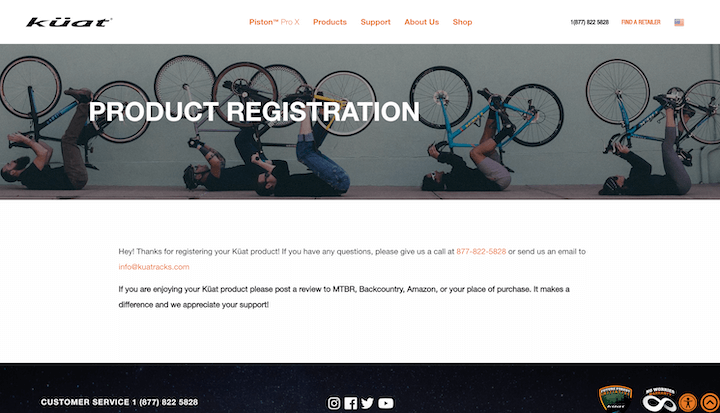 küat
Piston™ Pro X Products Support About Us Shop
1(877) 822 5828 FIND A RETAILER
PRODUCT REGISTRATION
Hey! Thanks for registering your Küat product! If you have any questions, please give us a call at 877-822-5828 or send us an email to
info@kuatracks.com
If you are enjoying your Küat product please post a review to MTBR, Backcountry, Amazon, or your place of purchase. It makes a
difference and we appreciate your support!
CUSTOMER SERVICE 1 (877) 822 5828
NO WORRIES
küat